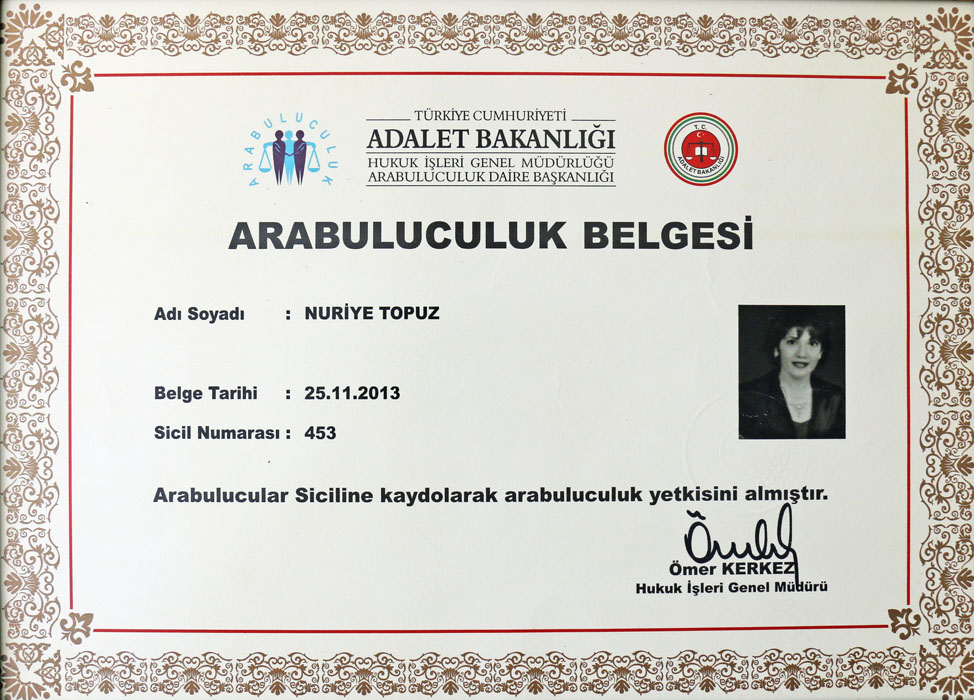 ARABULUCULUK
TÜRKİYE CUMHURİYETİ
ADALET BAKANLIĞI
HUKUK İŞLERİ GENEL MÜDÜRLÜĞÜ
ARABULUCULUK DAİRE BAŞKANLIĞI
T.C.
ADALET BAKANLIĞI
ARABULUCULUK BELGESİ
Adı Soyadı : NURİYE TOPUZ
Belge Tarihi : 25.11.2013
Sicil Numarası : 453
Arabulucular Siciline kaydolarak arabuluculuk yetkisini almıştır.
Ömer KERKEZ
Hukuk İşleri Genel Müdürü